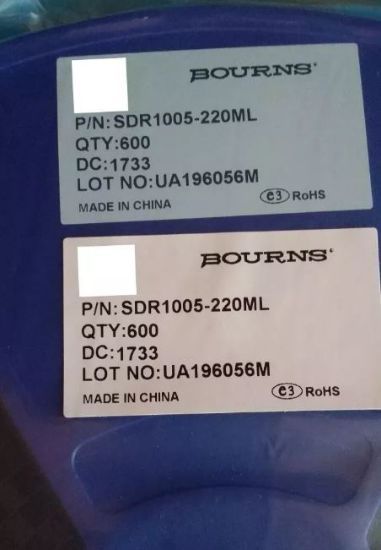 BOURNS®
P/N:SDR1005-220ML
QTY:600
DC:1733
LOT NO:UA196056M
MADE IN CHINA
e3 RoHS
BOURNS®
P/N:SDR1005-220ML
QTY:600
DC:1733
LOT NO:UA196056M
MADE IN CHINA
e3 RoHS